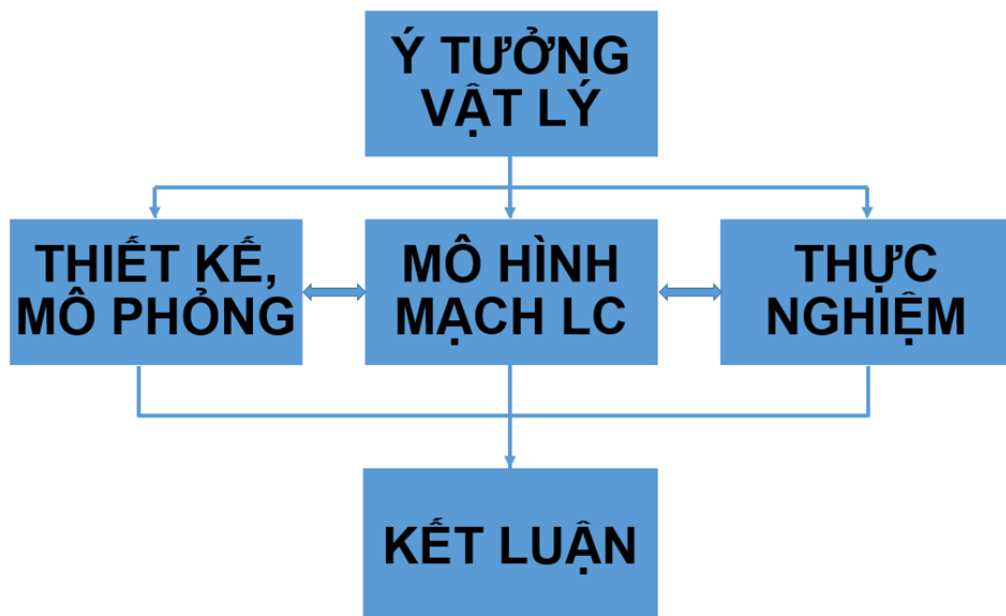 Ý TƯỞNG
VẬT LÝ
THIẾT KẾ,
MÔ PHỎNG
MÔ HÌNH
MẠCH LC
THỰC
NGHIỆM
KẾT LUẬN